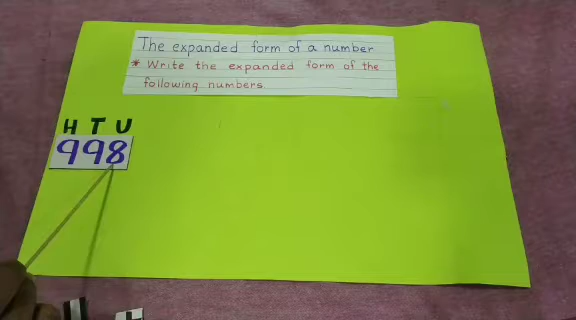 The expanded form of a number
* Write the expanded form of the
following numbers.
H T U
998